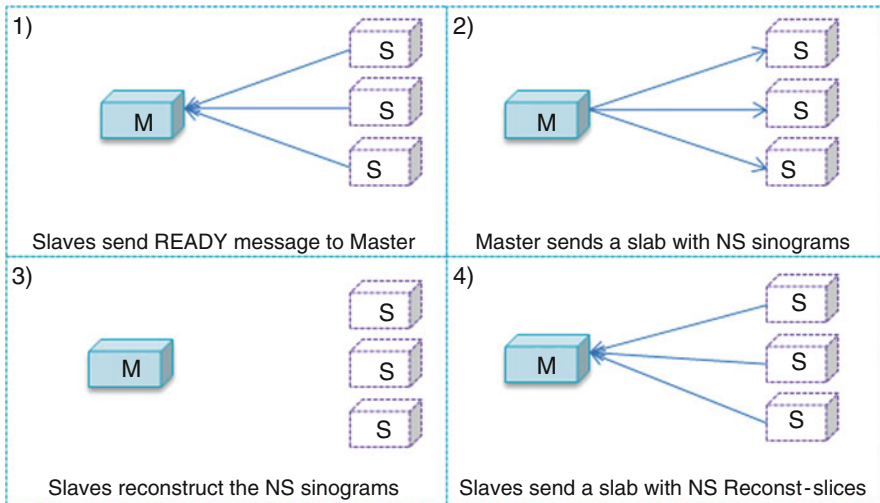 1)
S
S
S
M
Slaves send READY message to Master
2)
S
S
S
M
Master sends a slab with NS sinograms
3)
S
S
S
M
Slaves reconstruct the NS sinograms
4)
S
S
S
M
Slaves send a slab with NS Reconst-slices